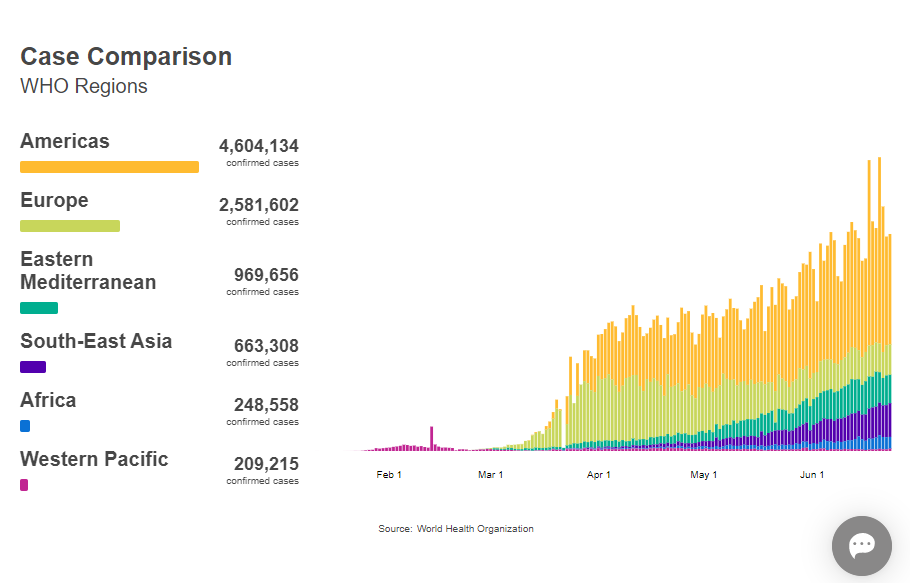 Case Comparison
WHO Regions
Americas
4,604,134
confirmed cases
Europe
2,581,602
confirmed cases
Eastern
Mediterranean
969,656
confirmed cases
South-East Asia
663,308
confirmed cases
Africa
248,558
confirmed cases
Western Pacific
209,215
confirmed cases
Feb 1
Mar 1
Apr 1
May 1
Jun 1
Source: World Health Organization